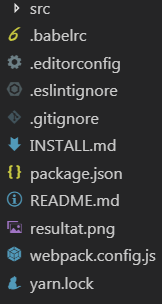 src
.babelrc
.editorconfig
.eslintignore
.gitignore
INSTALL.md
package.json
README.md
resultat.png
webpack.config.js
yarn.lock